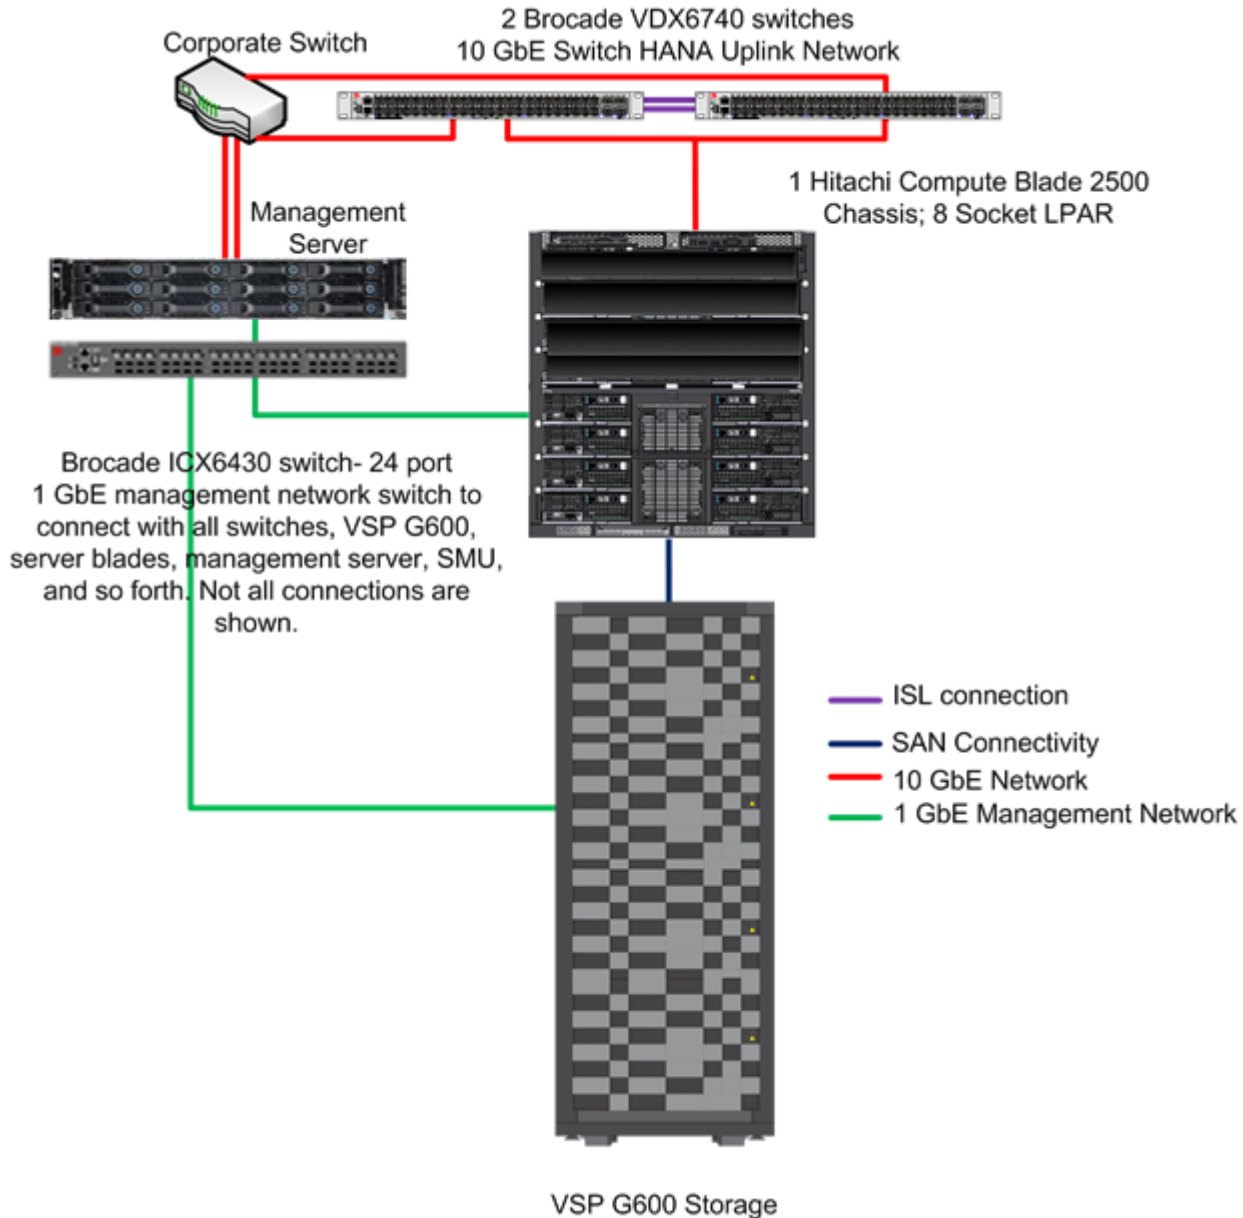 2 Brocade VDX6740 switches
10 GbE Switch HANA Uplink Network
Corporate Switch
1 Hitachi Compute Blade 2500
Chassis; 8 Socket LPAR
Management
Server
Brocade ICX6430 switch- 24 port
1 GbE management network switch to
connect with all switches, VSP G600,
server blades, management server, SMU,
and so forth. Not all connections are
shown.
ISL connection
SAN Connectivity
10 GbE Network
1 GbE Management Network
VSP G600 Storage